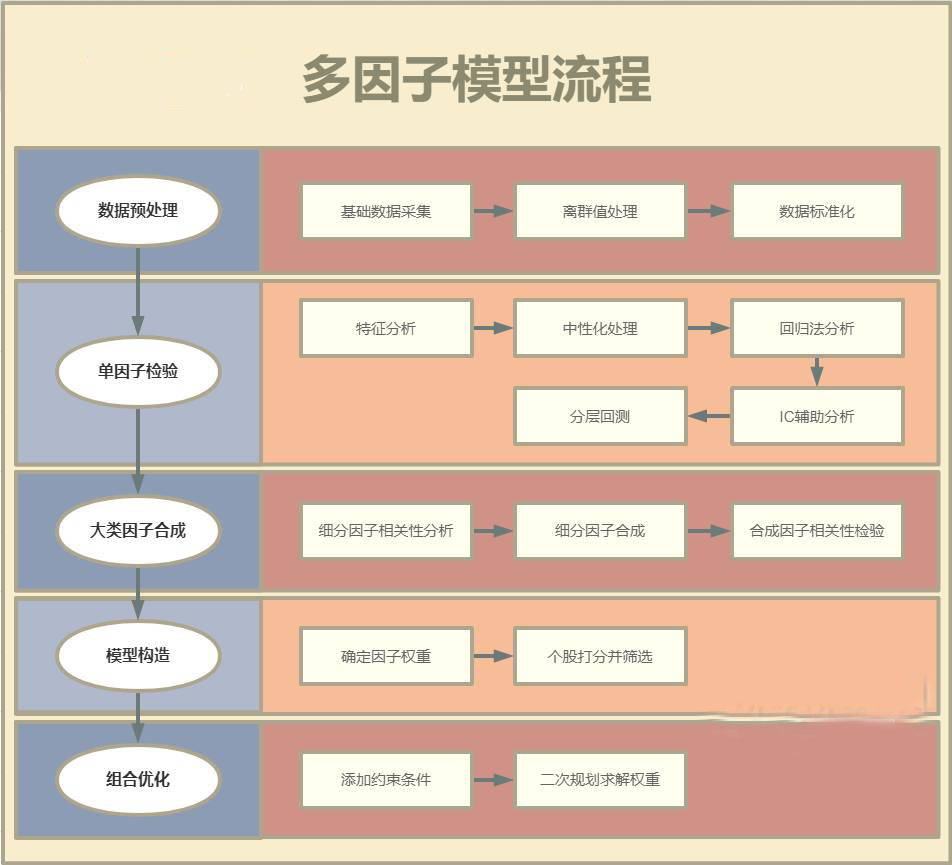 多因子模型流程
数据预处理
基础数据采集
离群值处理
数据标准化
单因子检验
特征分析
中性化处理
回归法分析
分层回测
IC辅助分析
大类因子合成
细分因子相关性分析
细分因子合成
合成因子相关性检验
模型构造
确定因子权重
个股打分并筛选
组合优化
添加约束条件
二次规划求解权重